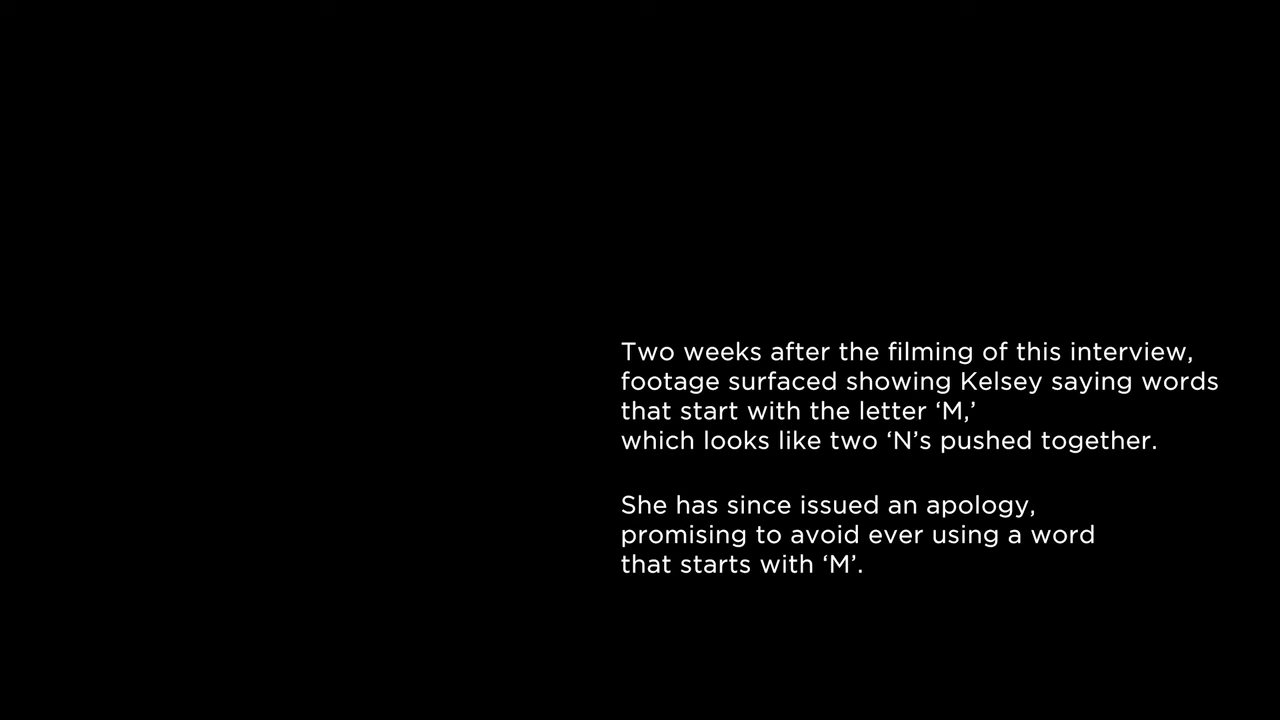 Two weeks after the filming of this interview,
footage surfaced showing Kelsey saying words
that start with the letter ‘M,’
which looks like two ‘N’s pushed together.
She has since issued an apology,
promising to avoid ever using a word
that starts with ‘M’.